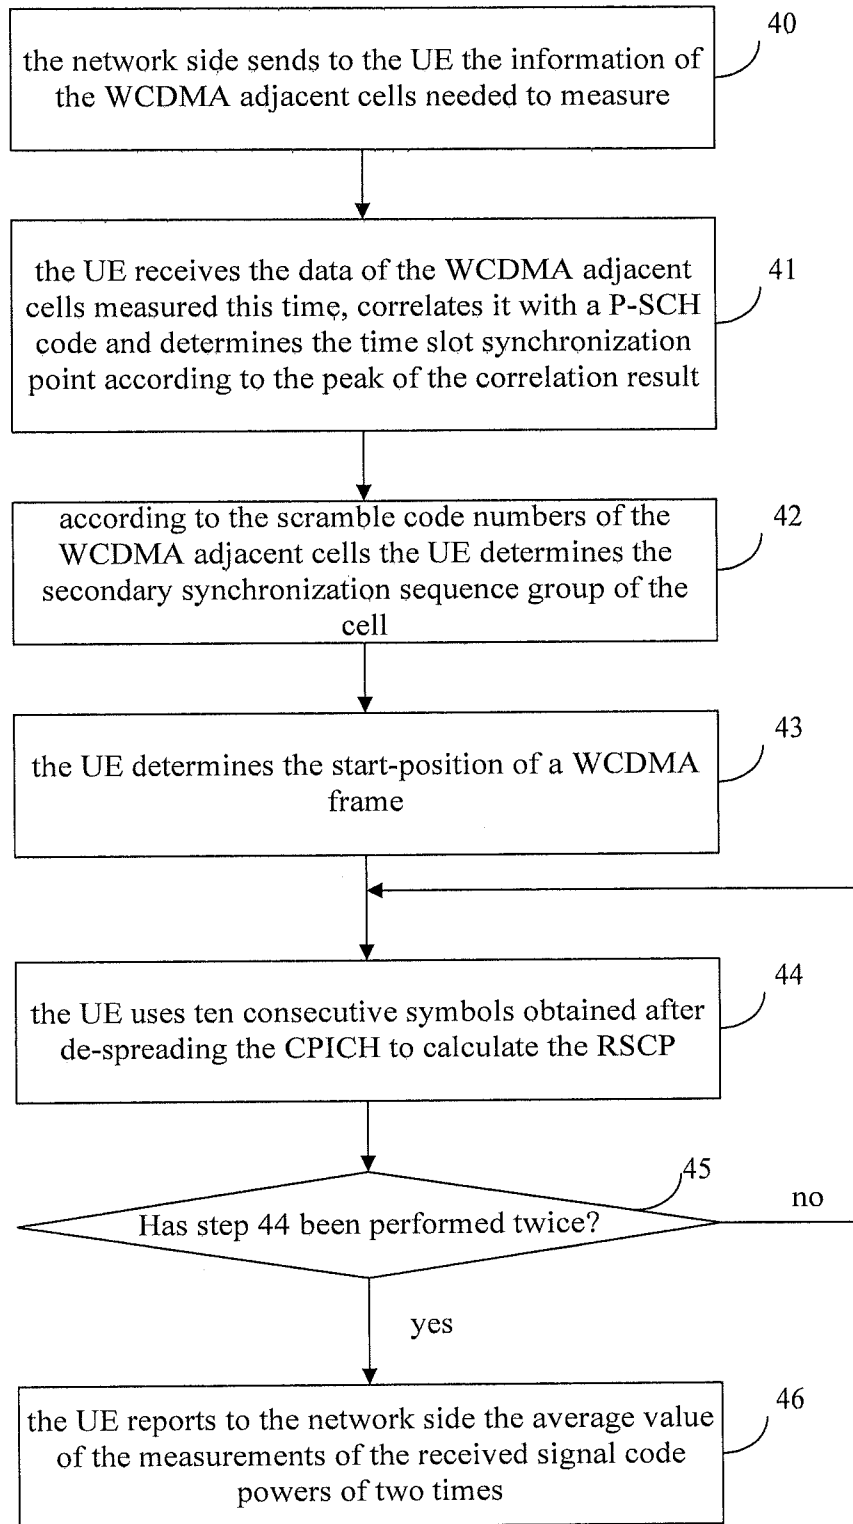 40
the network side sends to the UE the information of
the WCDMA adjacent cells needed to measure
41
the UE receives the data of the WCDMA adjacent
cells measured this time, correlates it with a P-SCH
code and determines the time slot synchronization
point according to the peak of the correlation result
42
according to the scramble code numbers of the
WCDMA adjacent cells the UE determines the
secondary synchronization sequence group of the
cell
43
the UE determines the start-position of a WCDMA
frame
44
the UE uses ten consecutive symbols obtained after
de-spreading the CPICH to calculate the RSCP
45
Has step 44 been performed twice?
no
yes
46
the UE reports to the network side the average value
of the measurements of the received signal code
powers of two times